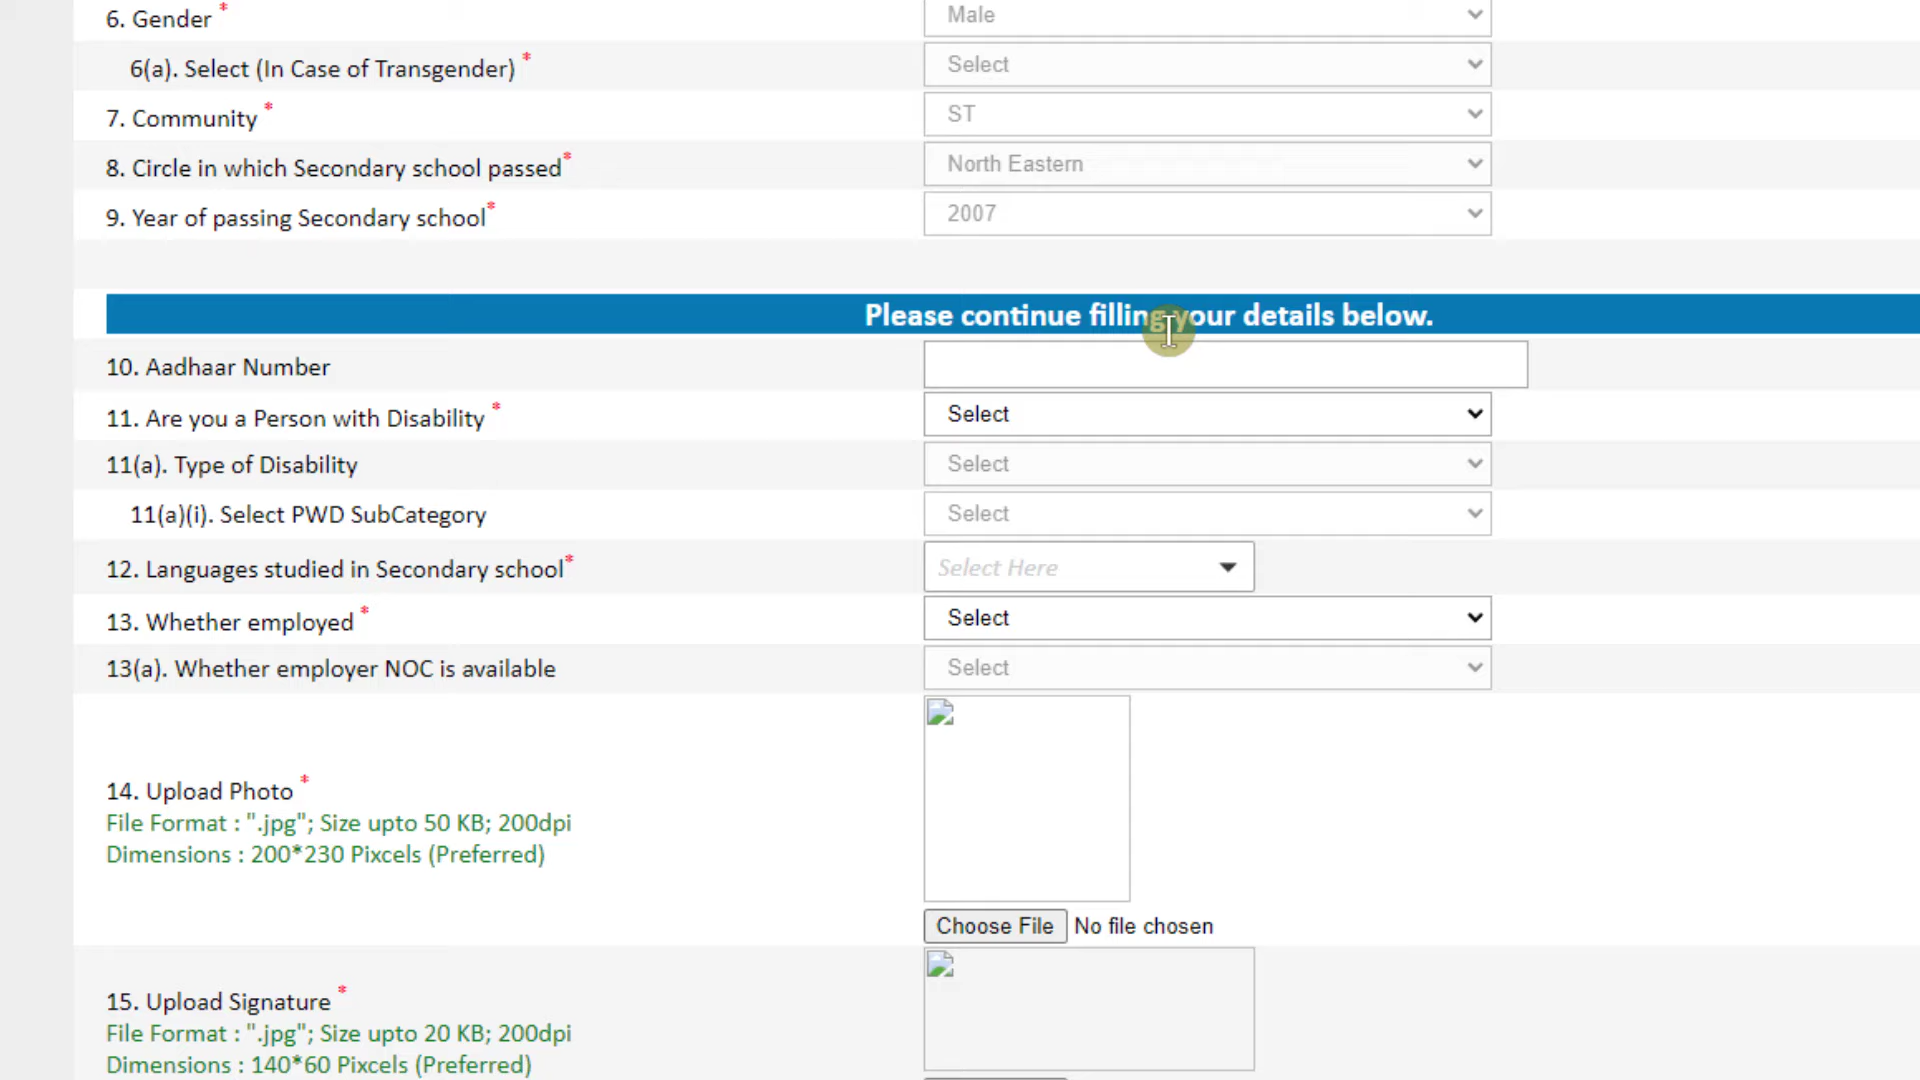 6. Gender *
Male
6(a). Select (In Case of Transgender) *
Select
7. Community *
ST
8. Circle in which Secondary school passed*
North Eastern
9. Year of passing Secondary school*
2007
Please continue filling your details below.
10. Aadhaar Number
11. Are you a Person with Disability *
Select
11(a). Type of Disability
Select
11(a)(i). Select PWD SubCategory
Select
12. Languages studied in Secondary school*
Select Here
13. Whether employed *
Select
13(a). Whether employer NOC is available
Select
14. Upload Photo *
File Format : ".jpg"; Size upto 50 KB; 200dpi
Dimensions : 200*230 Pixcels (Preferred)
Choose File No file chosen
15. Upload Signature *
File Format : ".jpg"; Size upto 20 KB; 200dpi
Dimensions : 140*60 Pixcels (Preferred)